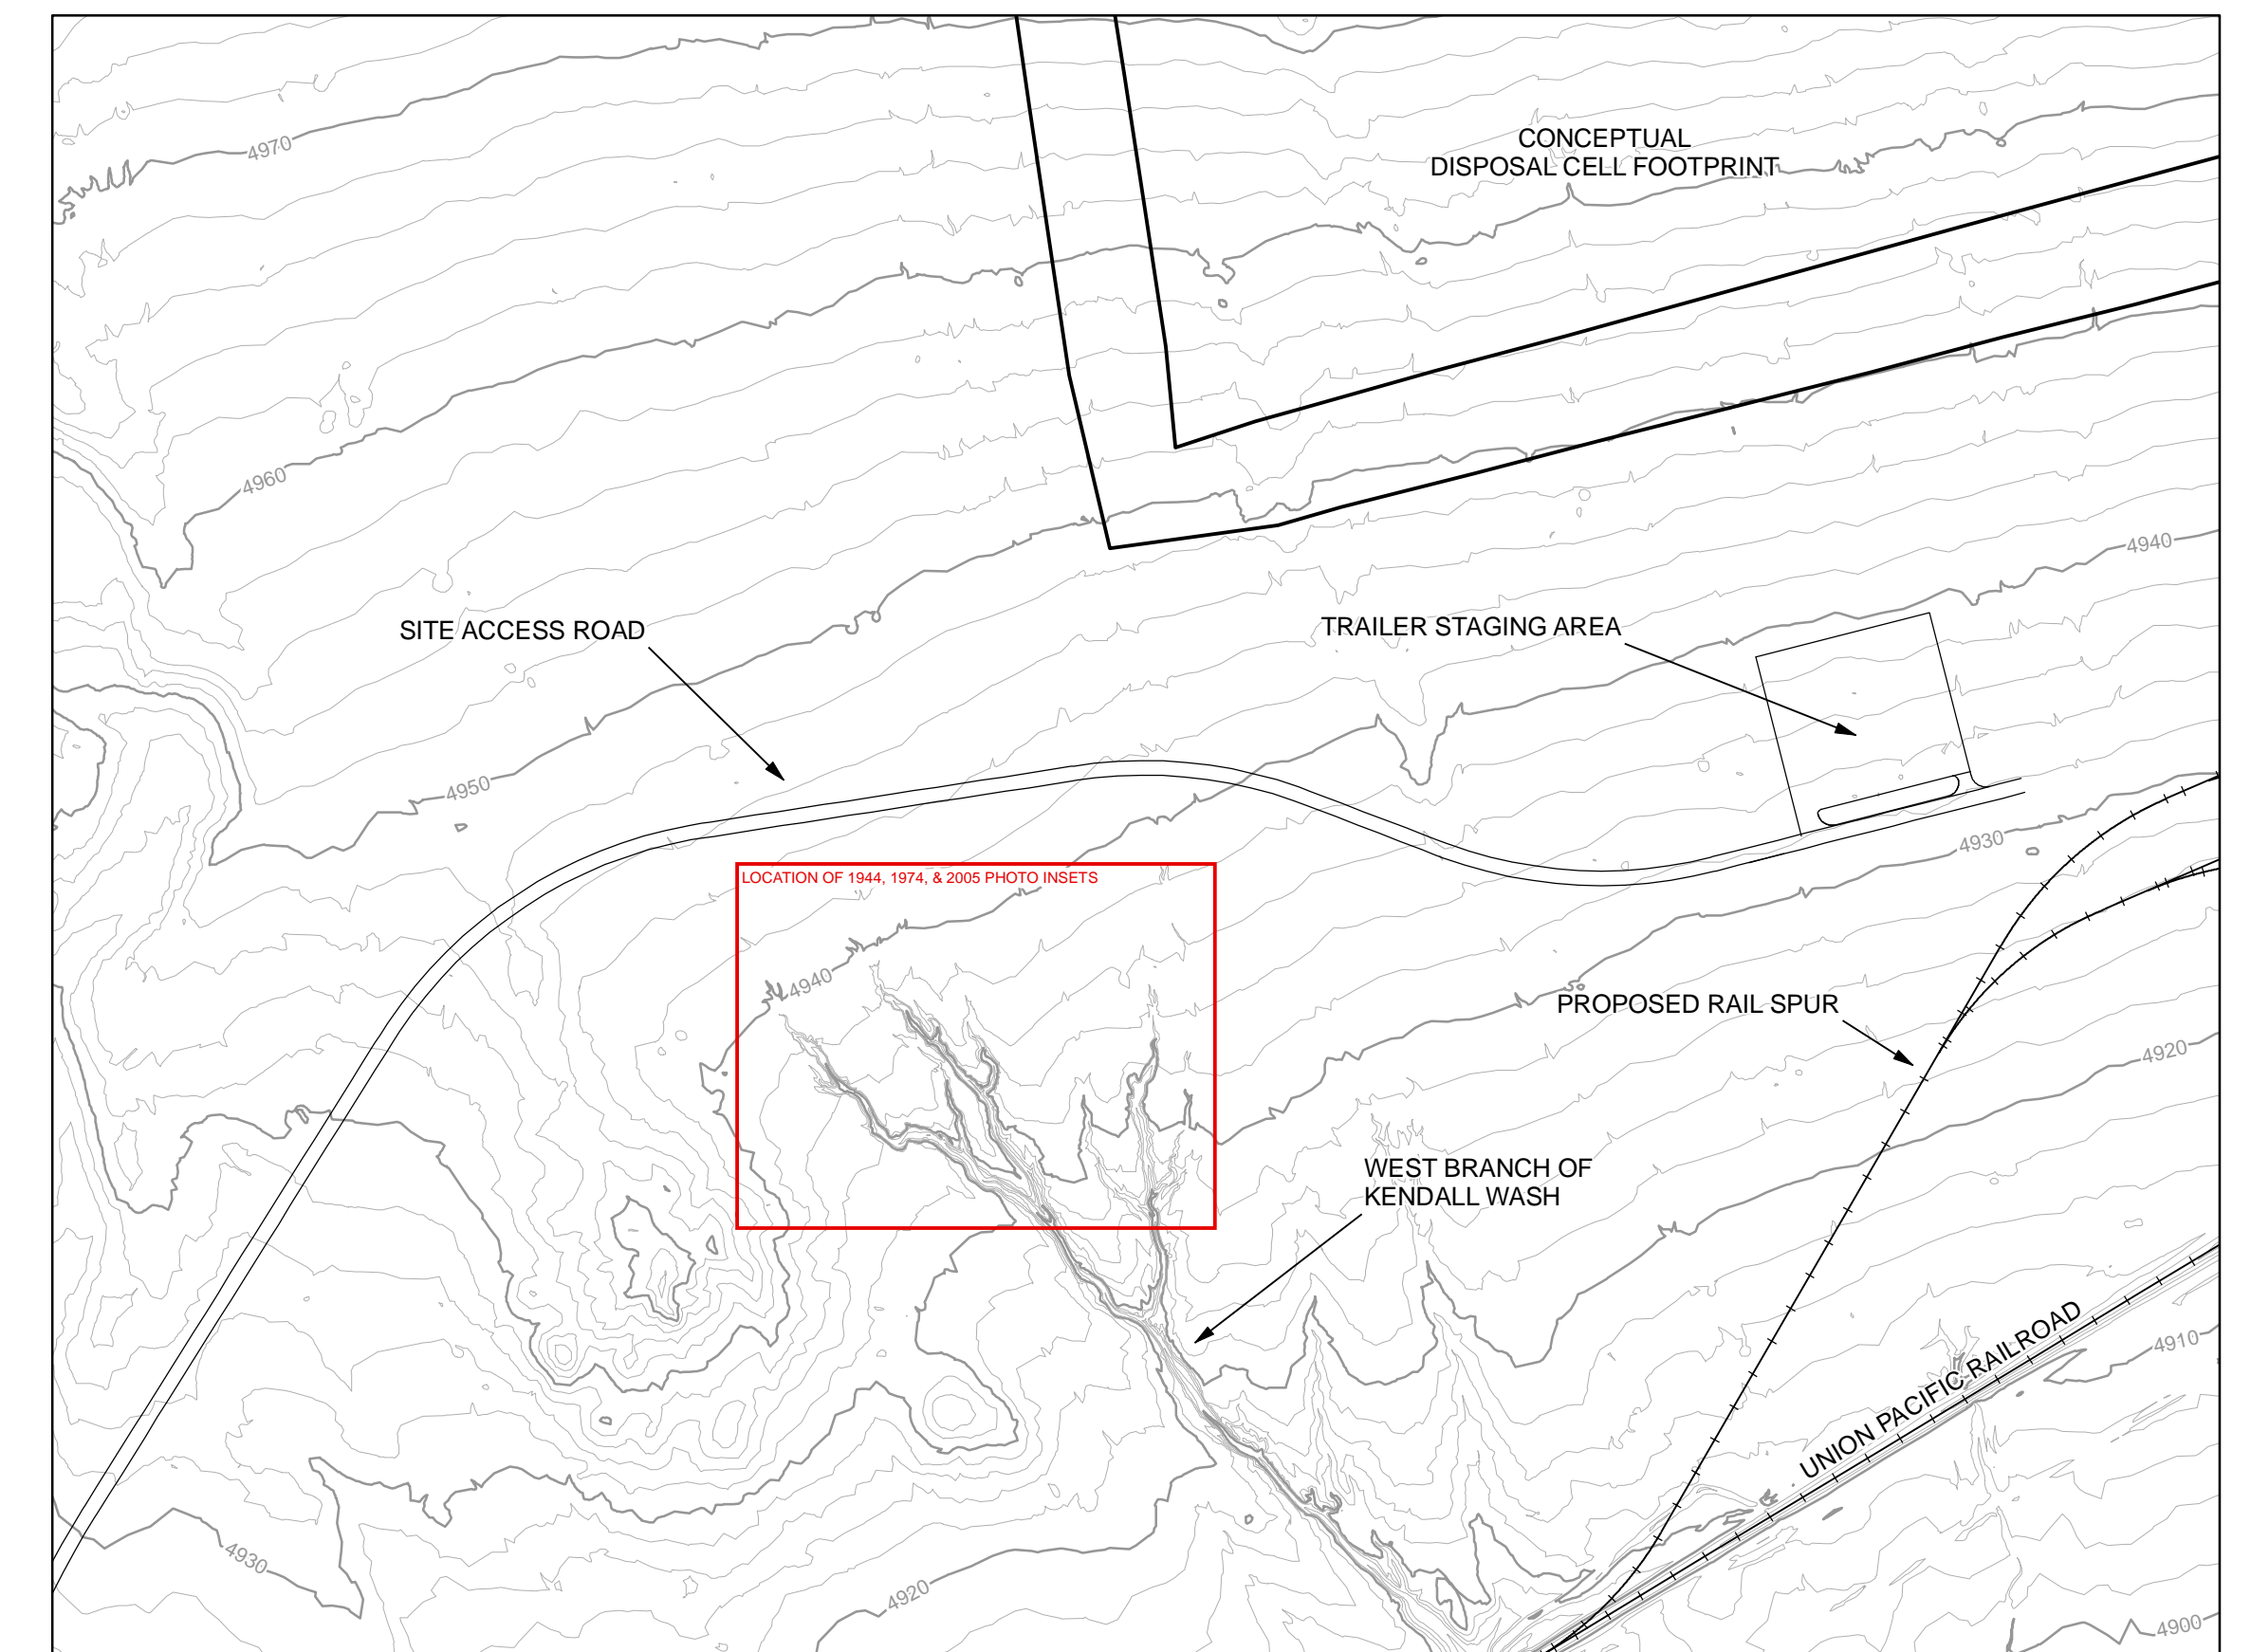 CONCEPTUAL
DISPOSAL CELL FOOTPRINT
4970
4960
4940
SITE ACCESS ROAD
TRAILER STAGING AREA
4950
4930
LOCATION OF 1944, 1974, & 2005 PHOTO INSETS
4940
PROPOSED RAIL SPUR
4920
WEST BRANCH OF
KENDALL WASH
UNION PACIFIC RAILROAD
4910
4930
4920
4900